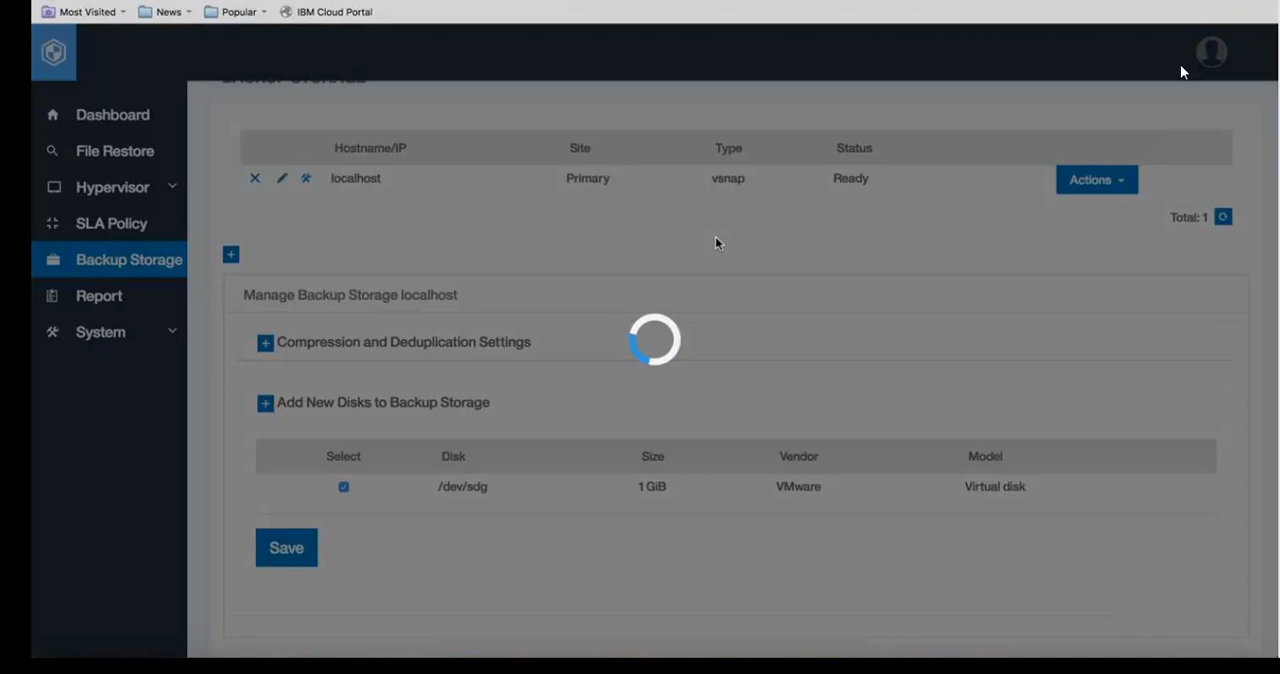 Most Visited News Popular IBM Cloud Portal
Dashboard
File Restore
Hypervisor
SLA Policy
Backup Storage
Report
System
Hostname/IP Site Type Status
localhost Primary vsnap Ready Actions
Total: 1
Manage Backup Storage localhost
Compression and Deduplication Settings
Add New Disks to Backup Storage
Select Disk Size Vendor Model
/dev/sdg 1 GiB VMware Virtual disk
Save